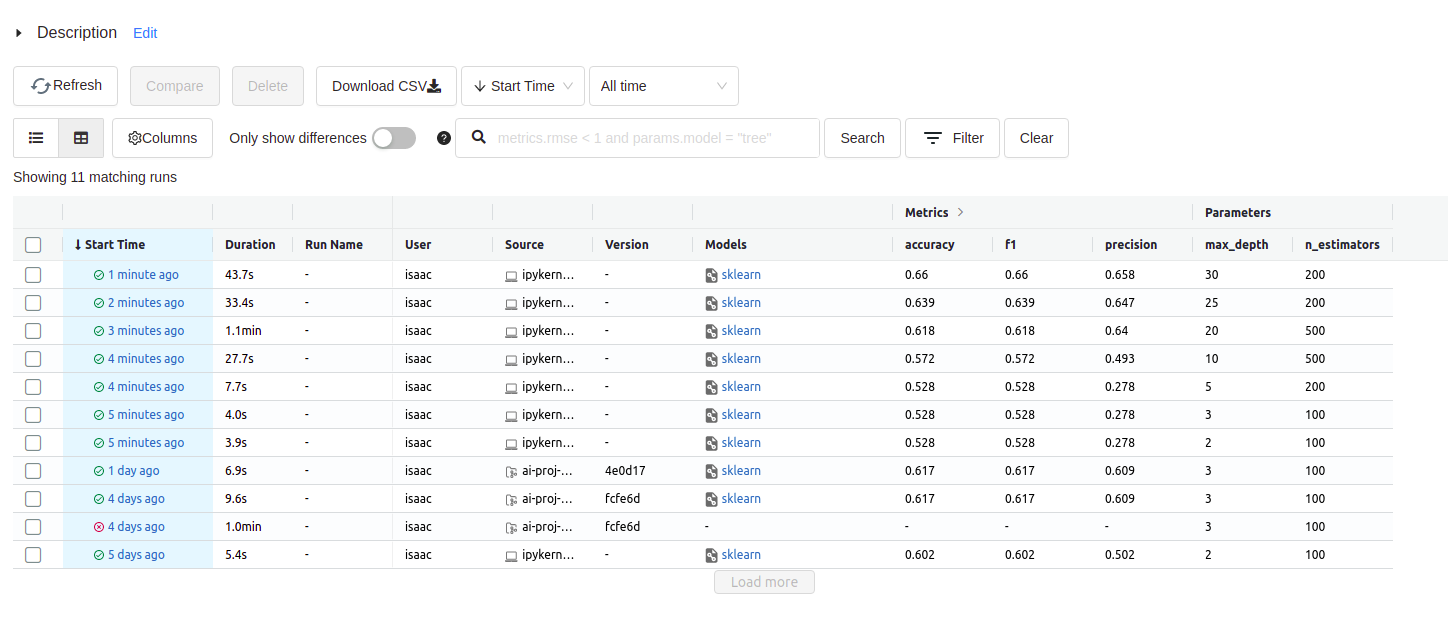 Description Edit
Refresh Compare Delete Download CSV Start Time All time
Columns Only show differences metrics.rmse < 1 and params.model = "tree" Search Filter Clear
Showing 11 matching runs
Metrics Parameters
Start Time Duration Run Name User Source Version Models accuracy f1 precision max_depth n_estimators
1 minute ago 43.7s - isaac ipykern... - sklearn 0.66 0.66 0.658 30 200
2 minutes ago 33.4s - isaac ipykern... - sklearn 0.639 0.639 0.647 25 200
3 minutes ago 1.1min - isaac ipykern... - sklearn 0.618 0.618 0.64 20 500
4 minutes ago 27.7s - isaac ipykern... - sklearn 0.572 0.572 0.493 10 500
4 minutes ago 7.7s - isaac ipykern... - sklearn 0.528 0.528 0.278 5 200
5 minutes ago 4.0s - isaac ipykern... - sklearn 0.528 0.528 0.278 3 100
5 minutes ago 3.9s - isaac ipykern... - sklearn 0.528 0.528 0.278 2 100
1 day ago 6.9s - isaac ai-proj-... 4e0d17 sklearn 0.617 0.617 0.609 3 100
4 days ago 9.6s - isaac ai-proj-... fcfe6d sklearn 0.617 0.617 0.609 3 100
4 days ago 1.0min - isaac ai-proj-... fcfe6d - - - - 3 100
5 days ago 5.4s - isaac ipykern... - sklearn 0.602 0.602 0.502 2 100
Load more